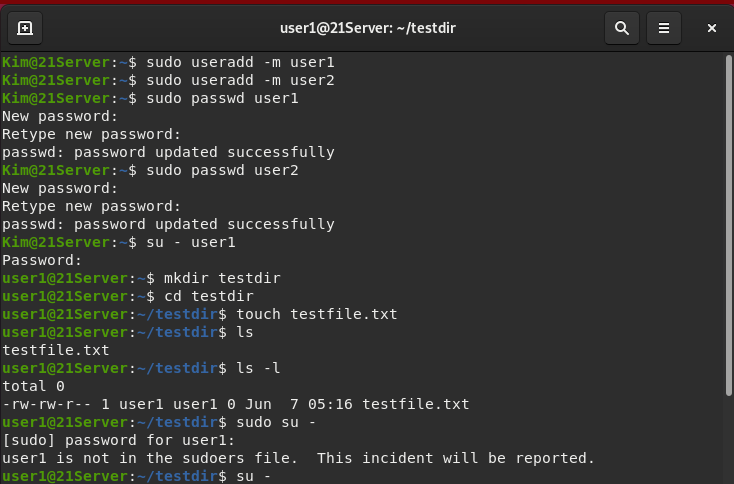 user1@21Server: ~/testdir
Kim@21Server:~$ sudo useradd -m user1
Kim@21Server:~$ sudo useradd -m user2
Kim@21Server:~$ sudo passwd user1
New password:
Retype new password:
passwd: password updated successfully
Kim@21Server:~$ sudo passwd user2
New password:
Retype new password:
passwd: password updated successfully
Kim@21Server:~$ su - user1
Password:
user1@21Server:~$ mkdir testdir
user1@21Server:~$ cd testdir
user1@21Server:~/testdir$ touch testfile.txt
user1@21Server:~/testdir$ ls
testfile.txt
user1@21Server:~/testdir$ ls -l
total 0
-rw-rw-r-- 1 user1 user1 0 Jun  7 05:16 testfile.txt
user1@21Server:~/testdir$ sudo su -
[sudo] password for user1:
user1 is not in the sudoers file.  This incident will be reported.
user1@21Server:~/testdir$ su -